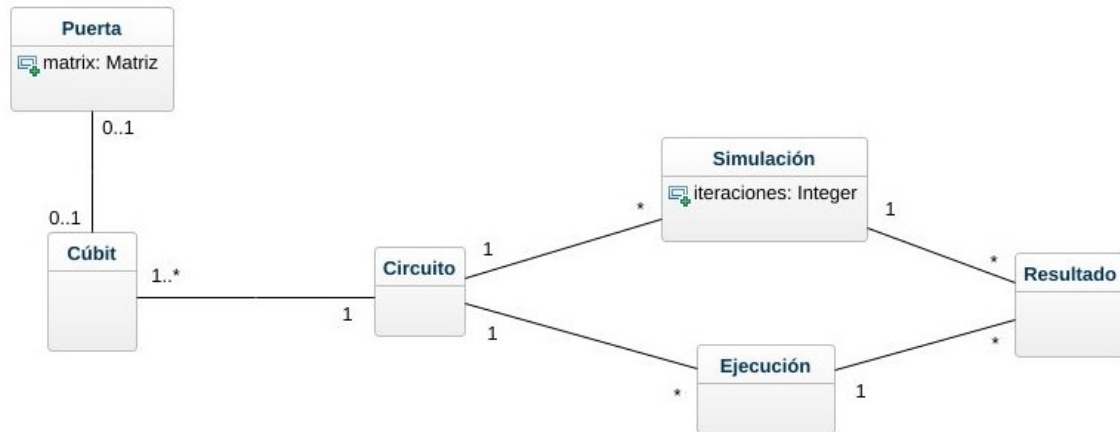 Puerta
matrix: Matriz
0..1
0..1
Cúbit
1..*
1
Circuito
1
*
1
*
Simulación
iteraciones: Integer
1
*
Ejecución
1
*
Resultado